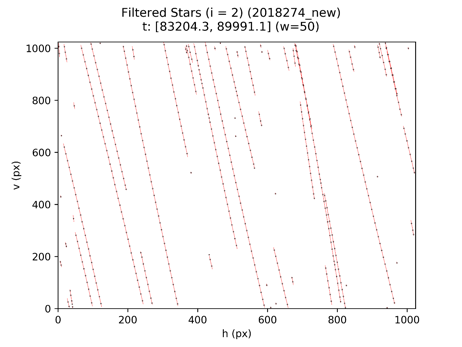 Filtered Stars (i = 2) (2018274_new)
t: [83204.3, 89991.1] (w=50)
1000
800
600
400
200
0
v (px)
0 200 400 600 800 1000
h (px)